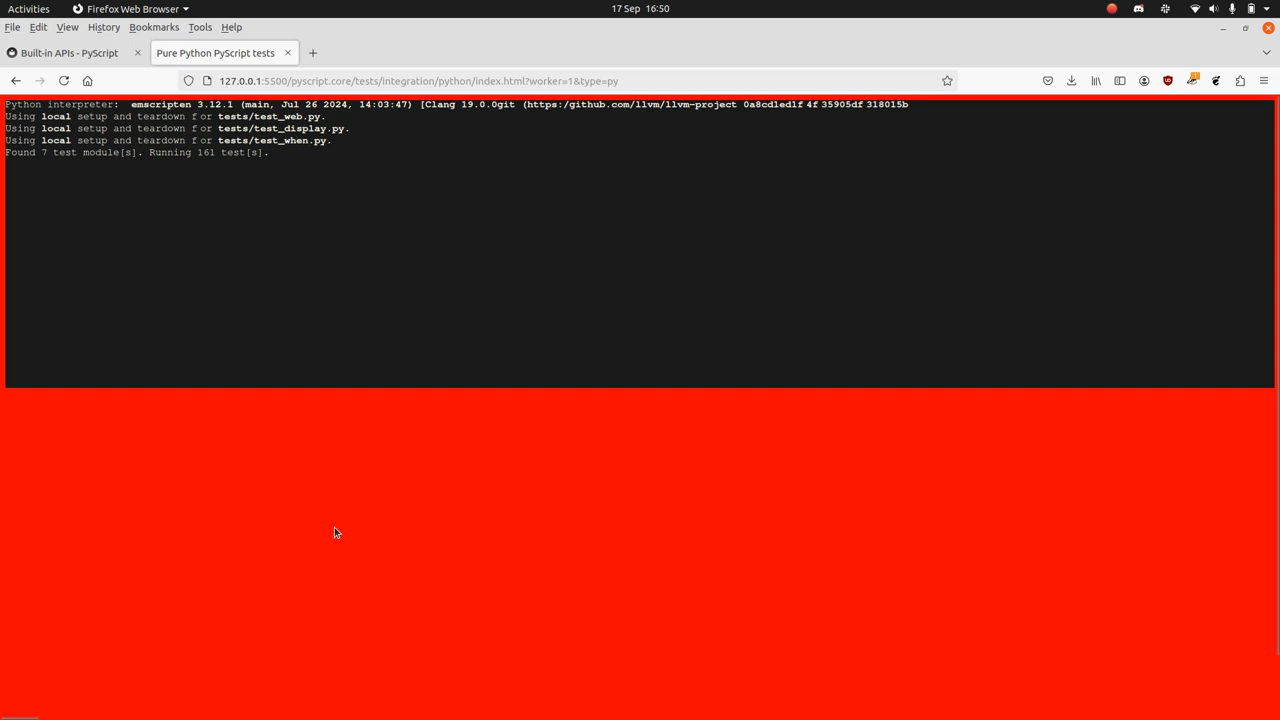 Activities
Firefox Web Browser
17 Sep 16:50
File Edit View History Bookmarks Tools Help
Built-in APIs - PyScript
Pure Python PyScript tests
127.0.0.1:5500/pyscript.core/tests/integration/python/index.html?worker=1&type=py
Python interpreter: emscripten 3.12.1 (main, Jul 26 2024, 14:03:47) [Clang 19.0.0git (https:/github.com/llvm/llvm-project 0a8cd1ed1f4f35905df318015b
Using local setup and teardown for tests/test_web.py.
Using local setup and teardown for tests/test_display.py.
Using local setup and teardown for tests/test_when.py.
Found 7 test module[s]. Running 161 test[s].